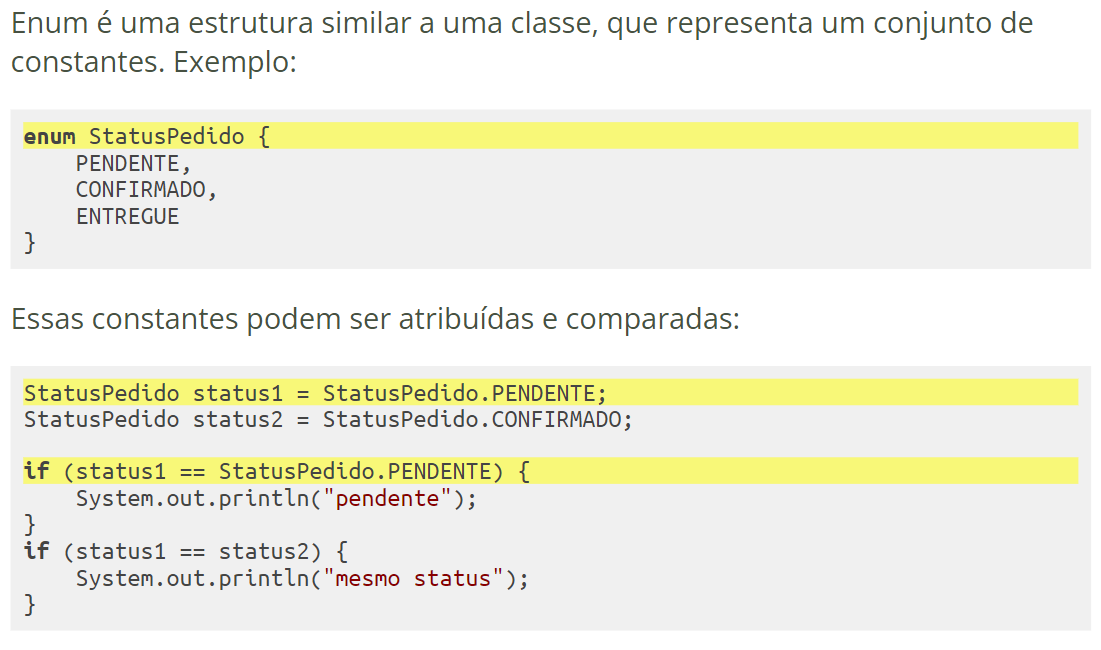 Enum é uma estrutura similar a uma classe, que representa um conjunto de
constantes. Exemplo:
enum StatusPedido {
    PENDENTE,
    CONFIRMADO,
    ENTREGUE
}
Essas constantes podem ser atribuídas e comparadas:
StatusPedido status1 = StatusPedido.PENDENTE;
StatusPedido status2 = StatusPedido.CONFIRMADO;
if (status1 == StatusPedido.PENDENTE) {
    System.out.println("pendente");
}
if (status1 == status2) {
    System.out.println("mesmo status");
}